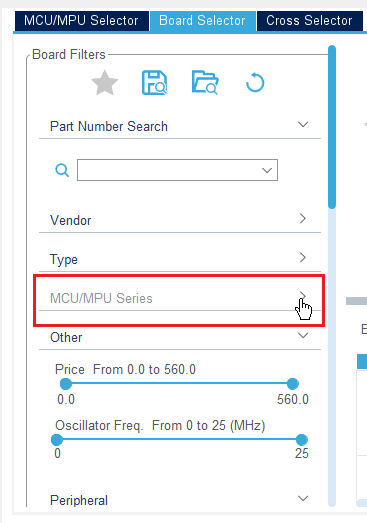 MCU/MPU Selector Board Selector Cross Selector
Board Filters
Part Number Search
Vendor
Type
MCU/MPU Series
Other
Price From 0.0 to 560.0
0.0 560.0
Oscillator Freq. From 0 to 25 (MHz)
0 25
Peripheral